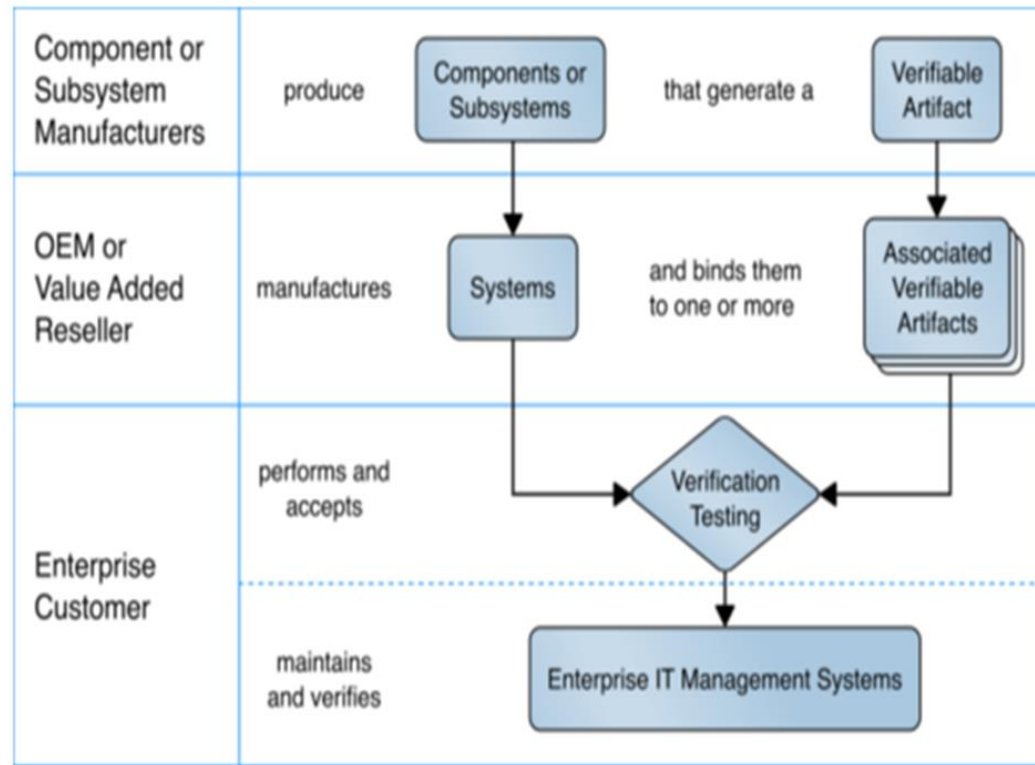 Component or
Subsystem
Manufacturers
produce
Components or
Subsystems
that generate a
Verifiable
Artifact
OEM or
Value Added
Reseller
manufactures
Systems
and binds them
to one or more
Associated
Verifiable
Artifacts
Enterprise
Customer
performs and
accepts
Verification
Testing
maintains
and verifies
Enterprise IT Management Systems